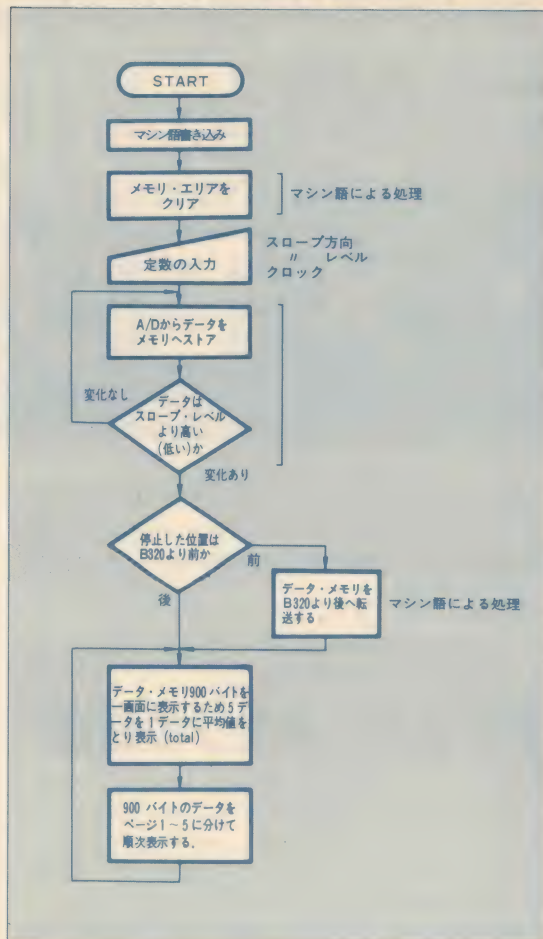 START
マシン語書き込み
メモリ・エリアを
クリア
マシン語による処理
定数の入力
スロープ方向
〃 レベル
クロック
A/Dからデータを
メモリへストア
変化なし
データは
スロープ・レベル
より高い
(低い)か
変化あり
停止した位置は
B320より前か
前
後
データ・メモリを
B320より後へ転
送する
マシン語による処理
データ・メモリ900バイトを
一画面に表示するため5デ
ータを1データに平均値を
とり表示(total)
900バイトのデータを
ページ1~5に分けて
順次表示する.